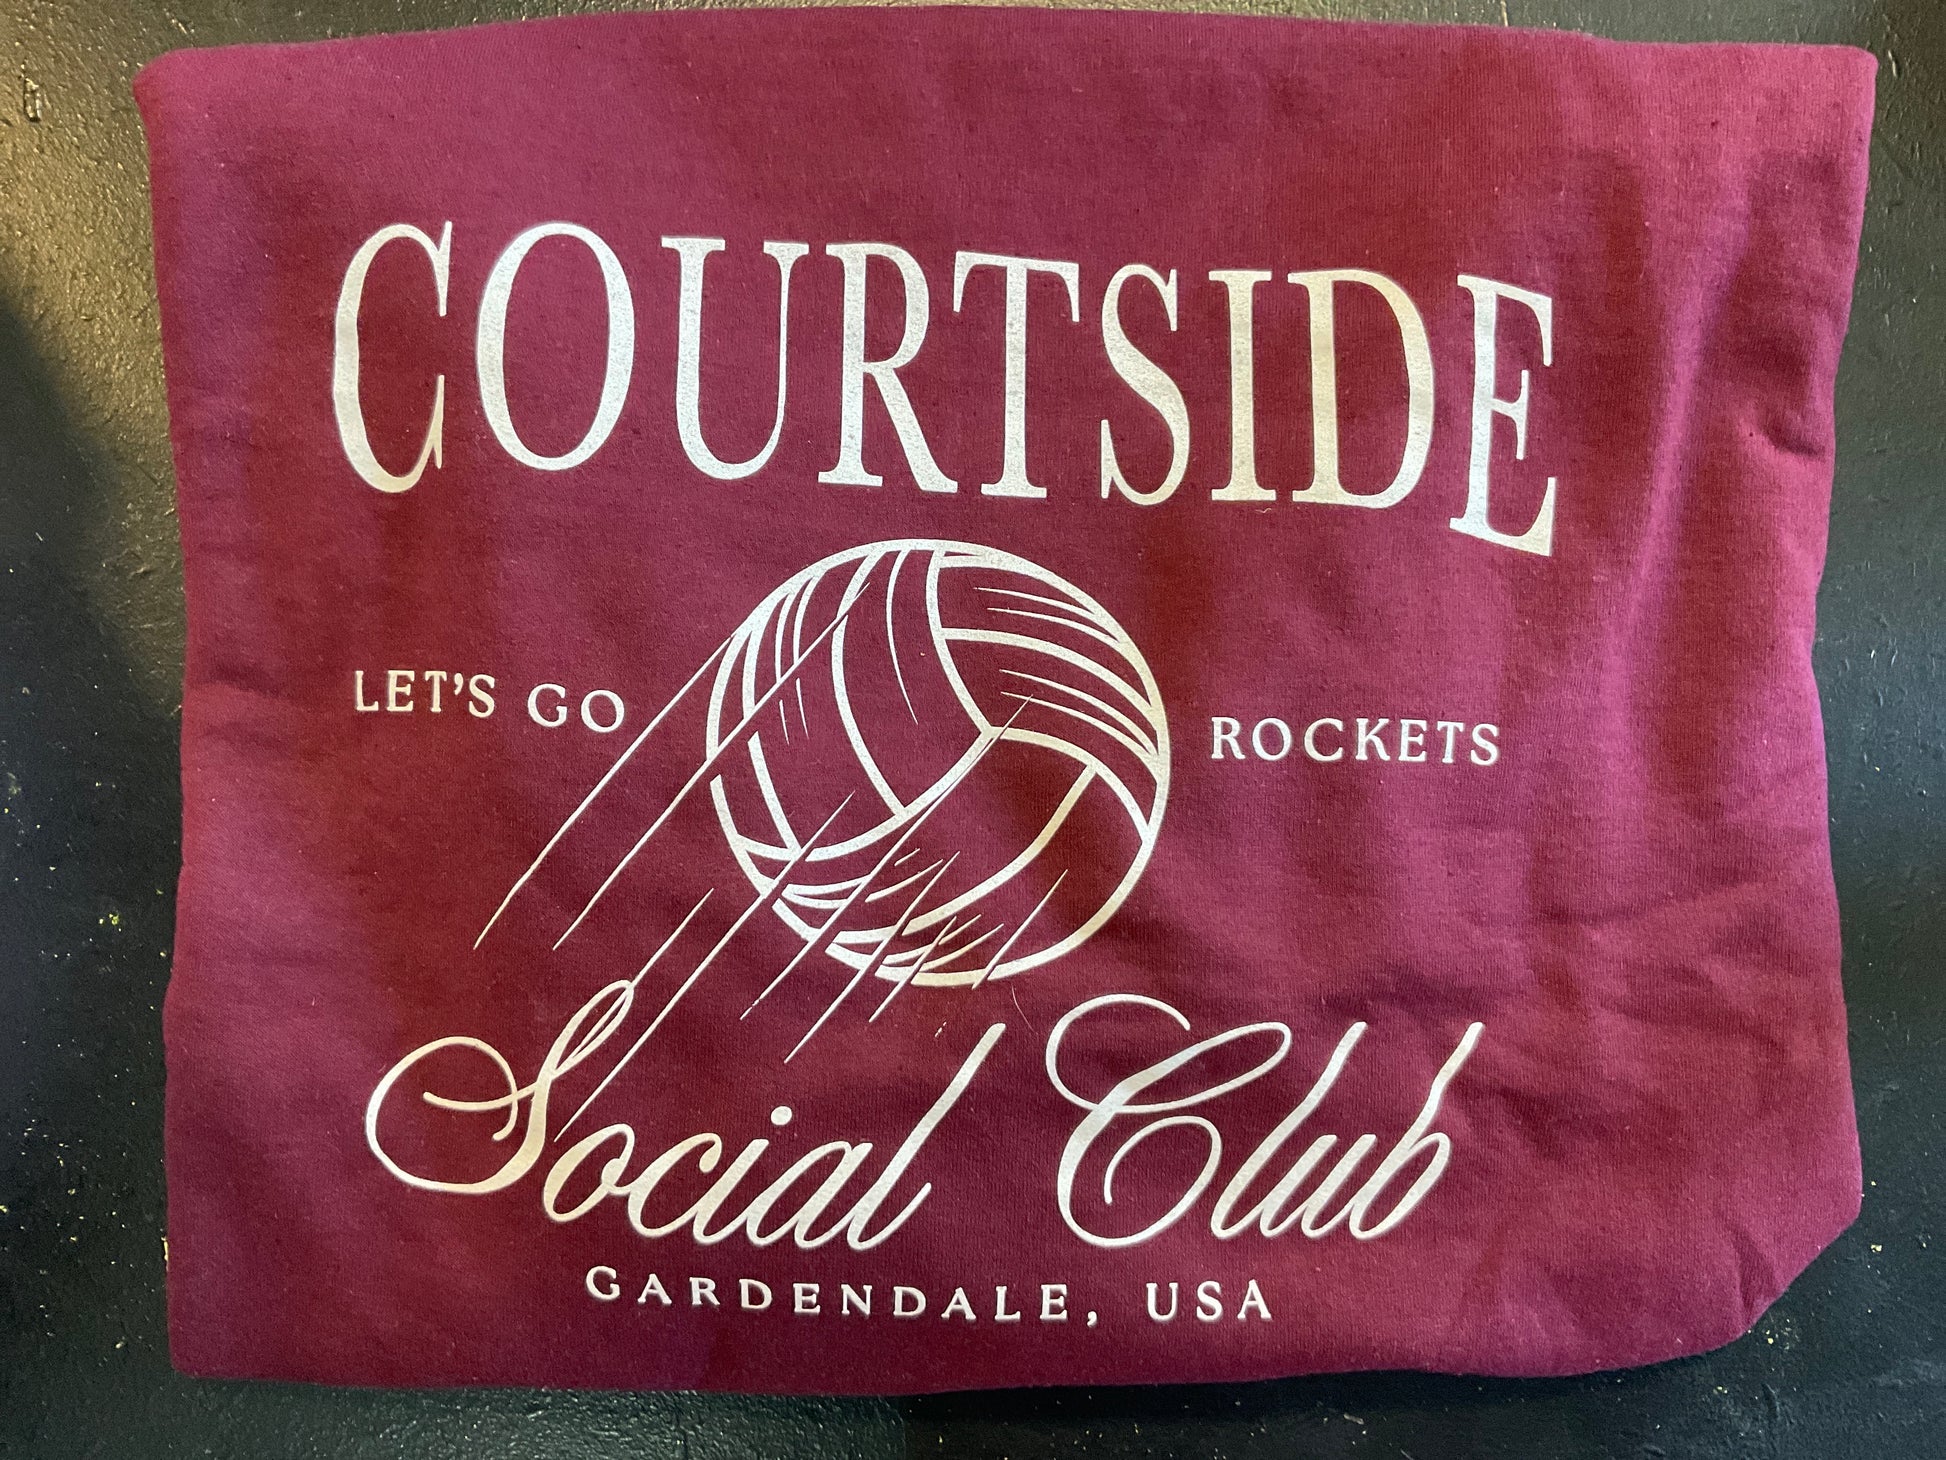 COURTSIDE
LET'S GO ROCKETS
Social Club
GARDENDALE, USA